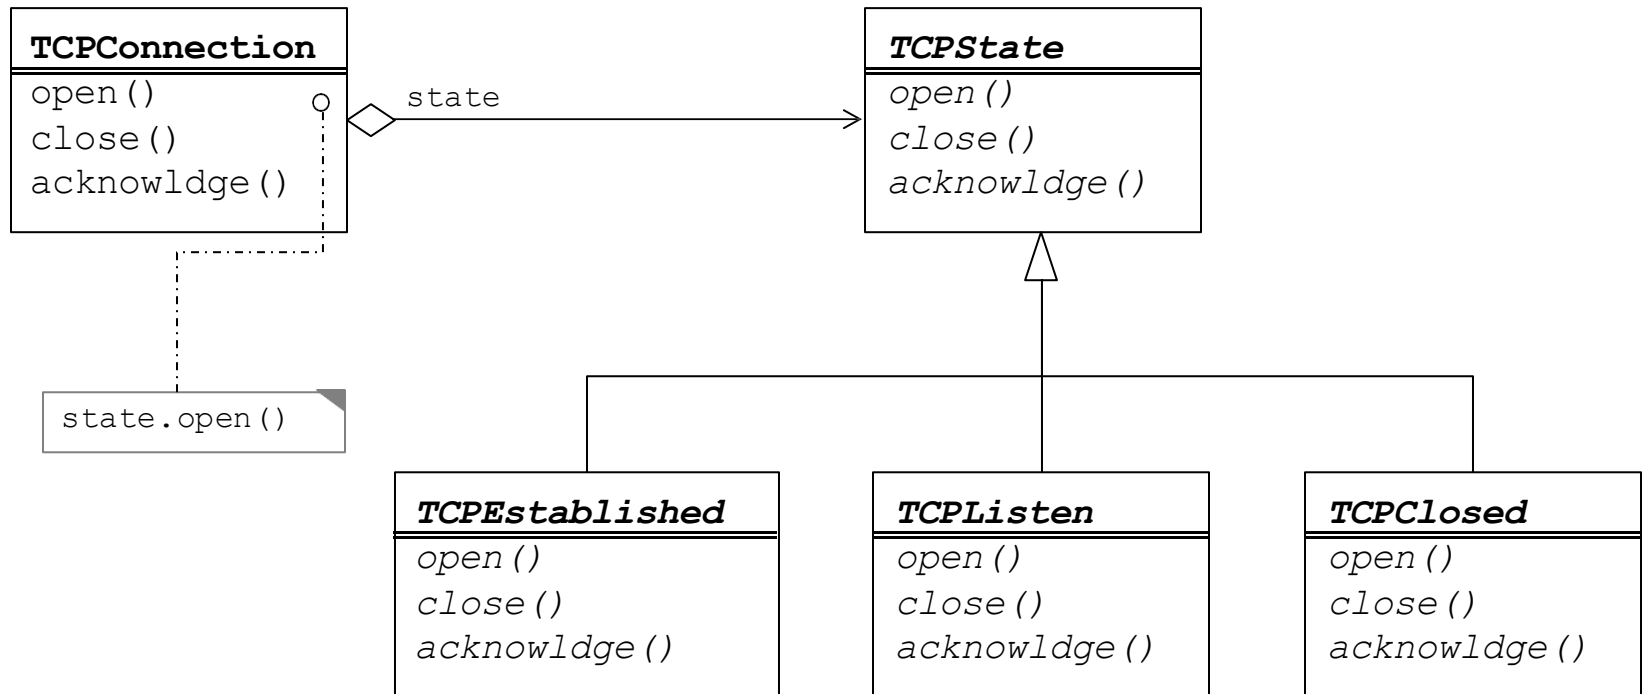 TCPConnection
open()
close()
acknowldge()
state
TCPState
open()
close()
acknowldge()
state.open()
TCPEstablished
open()
close()
acknowldge()
TCPListen
open()
close()
acknowldge()
TCPClosed
open()
close()
acknowldge()